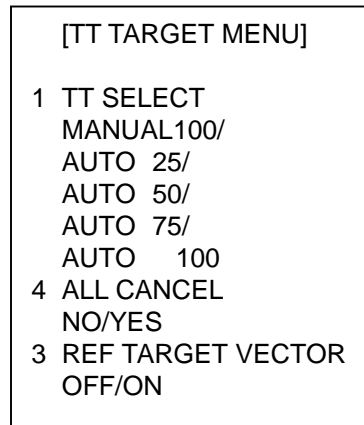 [TT TARGET MENU]
1 TT SELECT
MANUAL100/
AUTO 25/
AUTO 50/
AUTO 75/
AUTO 100
4 ALL CANCEL
NO/YES
3 REF TARGET VECTOR
OFF/ON